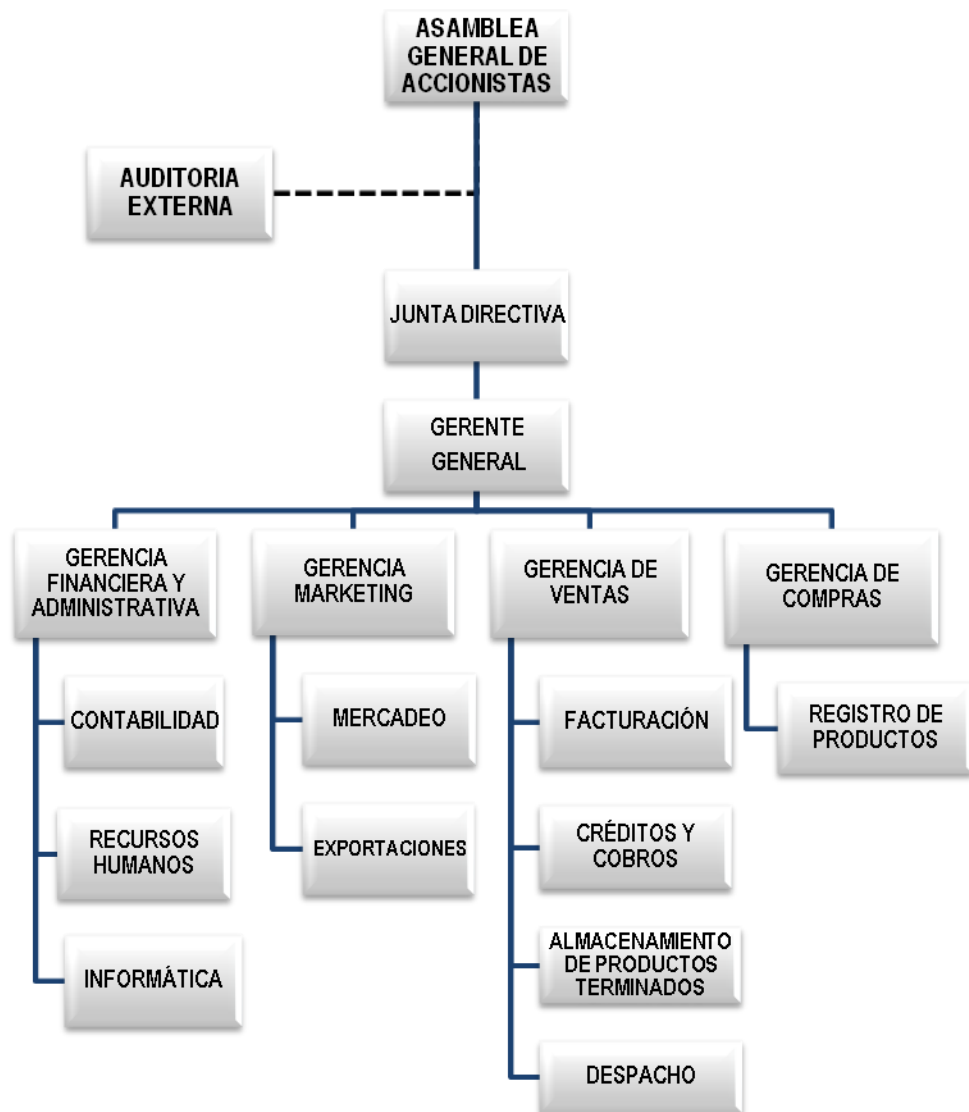 ASAMBLEA
GENERAL DE
ACCIONISTAS
AUDITORIA
EXTERNA
JUNTA DIRECTIVA
GERENTE
GENERAL
GERENCIA
FINANCIERA Y
ADMINISTRATIVA
GERENCIA
MARKETING
GERENCIA DE
VENTAS
GERENCIA DE
COMPRAS
CONTABILIDAD
RECURSOS
HUMANOS
INFORMÁTICA
MERCADEO
EXPORTACIONES
FACTURACIÓN
CRÉDITOS Y
COBROS
ALMACENAMIENTO
DE PRODUCTOS
TERMINADOS
DESPACHO
REGISTRO DE
PRODUCTOS